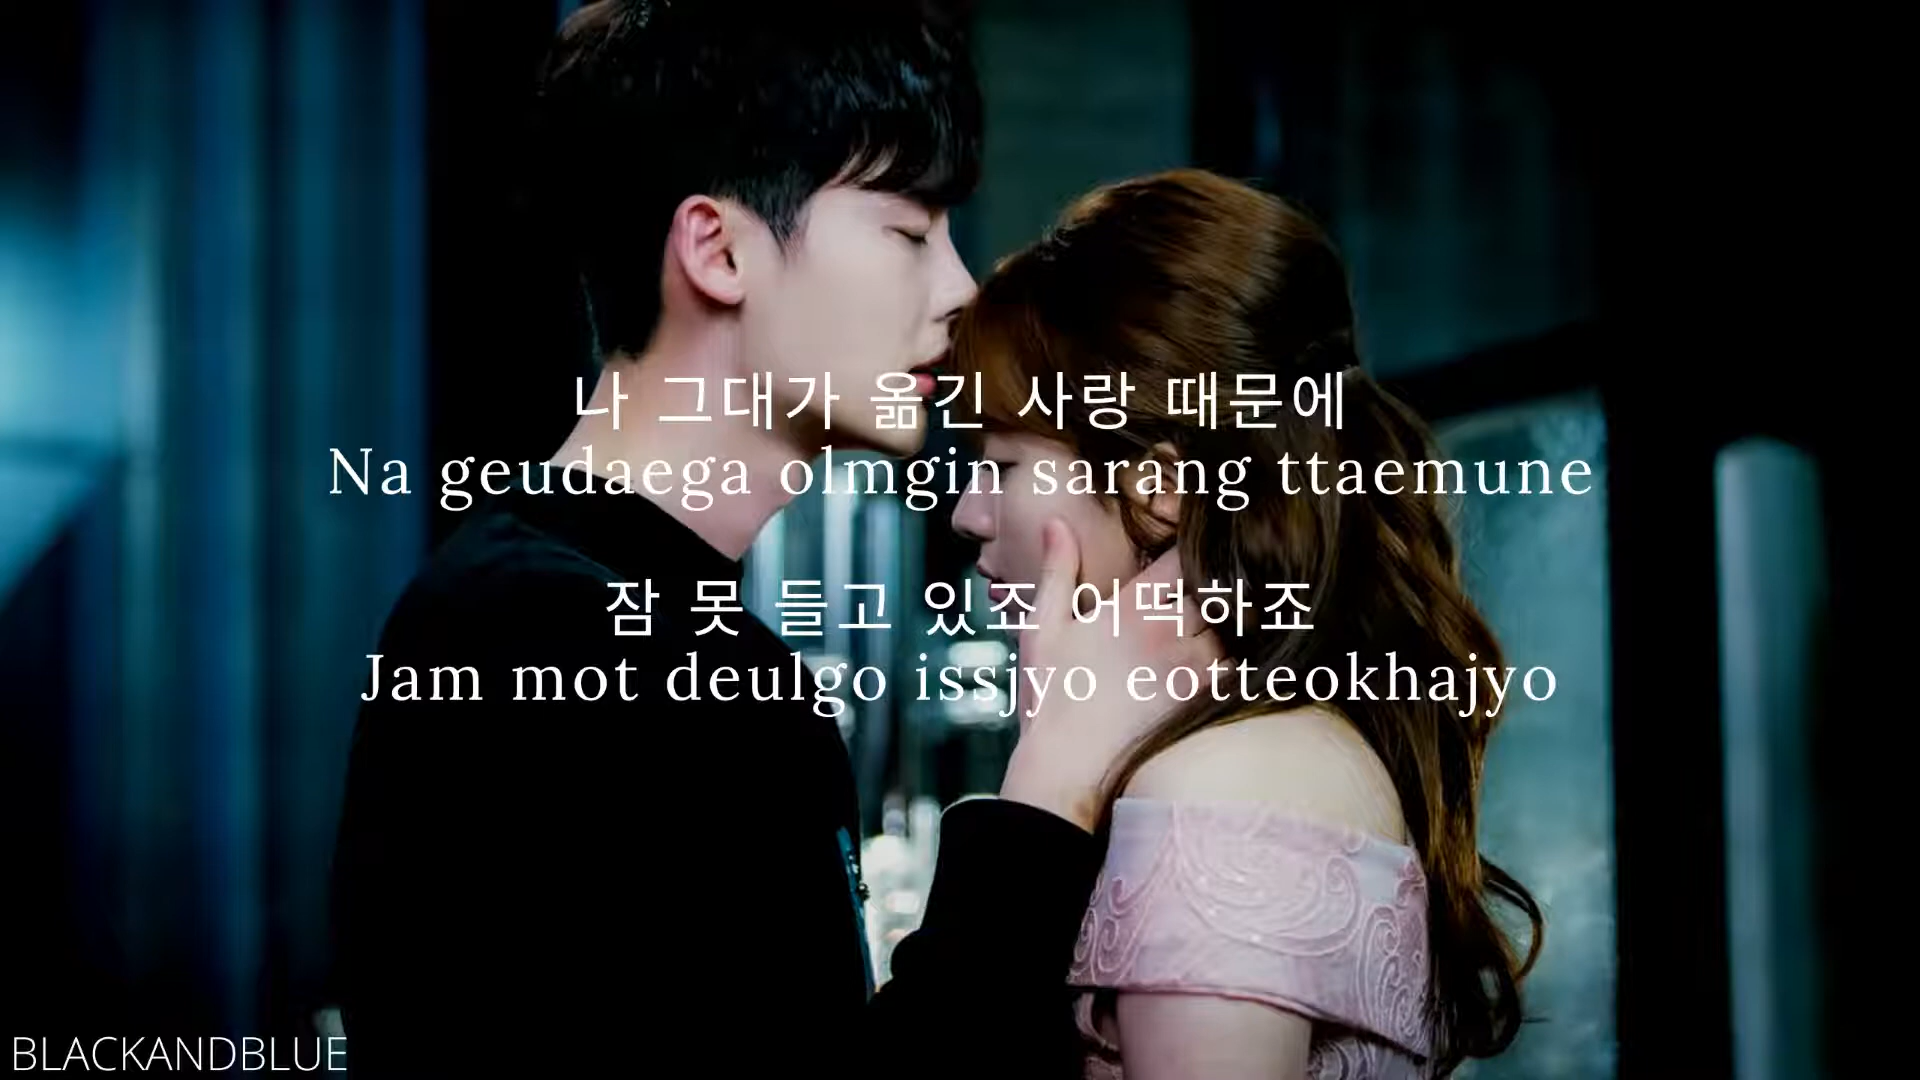 나 그대가 옮긴 사랑 때문에
Na geudaega olmgin sarang ttaemune
잠 못 들고 있죠 어떡하죠
Jam mot deulgo issjyo eotteokhajyo
BLACKANDBLUE